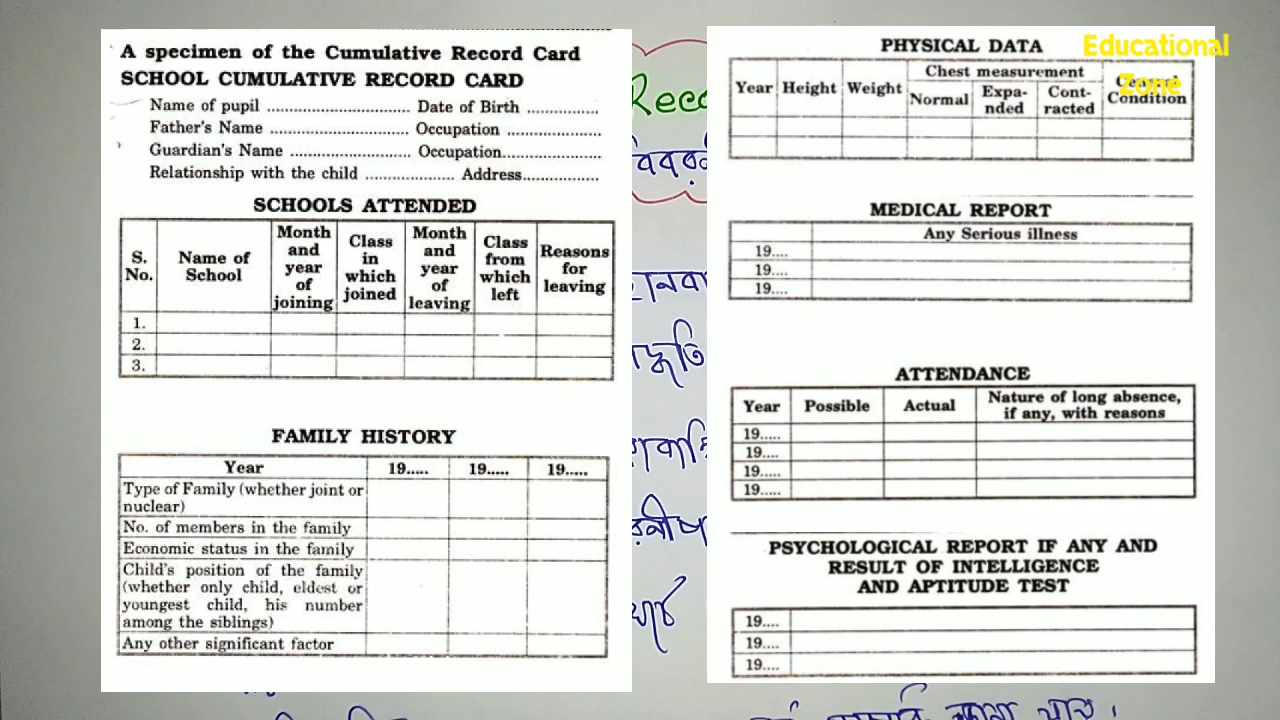 A specimen of the Cumulative Record Card
SCHOOL CUMULATIVE RECORD CARD
Name of pupil .................................... Date of Birth ..................
Father's Name .................................. Occupation .......................
Guardian's Name .............................. Occupation.........................
Relationship with the child ..................... Address...................
SCHOOLS ATTENDED
S. No. Name of School Month and year of joining Class in which joined Month and year of leaving Class from which left Reasons for leaving
1.
2.
3.
FAMILY HISTORY
Year 19..... 19..... 19.....
Type of Family (whether joint or
nuclear)
No. of members in the family
Economic status in the family
Child's position of the family
(whether only child, eldest or
youngest child, his number
among the siblings)
Any other significant factor
Educational
Zone
PHYSICAL DATA
Year Height Weight Chest measurement Condition
Normal Expa-nded Cont-racted
MEDICAL REPORT
Any Serious illness
19....
19....
19....
ATTENDANCE
Year Possible Actual Nature of long absence, if any, with reasons
19.....
19....
19.....
19.....
PSYCHOLOGICAL REPORT IF ANY AND
RESULT OF INTELLIGENCE
AND APTITUDE TEST
19....
19....
19....